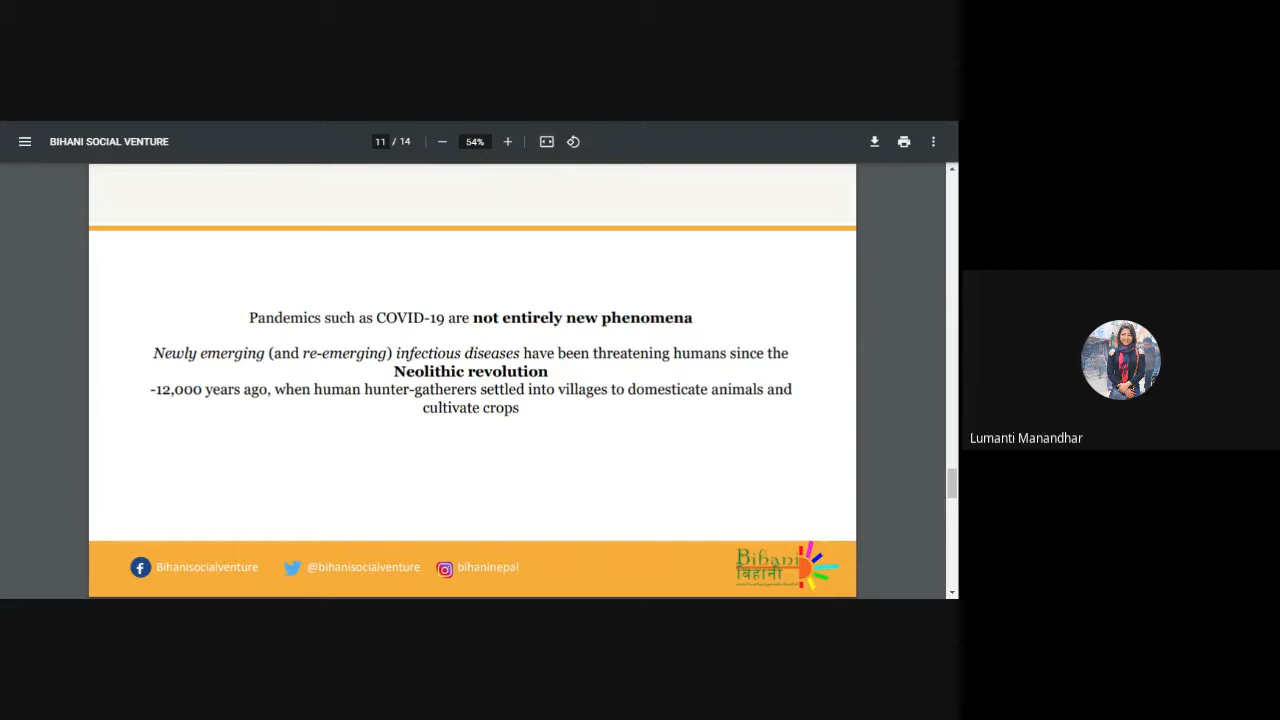 BIHANI SOCIAL VENTURE
11 / 14
54%
Pandemics such as COVID-19 are not entirely new phenomena
Newly emerging (and re-emerging) infectious diseases have been threatening humans since the
Neolithic revolution
-12,000 years ago, when human hunter-gatherers settled into villages to domesticate animals and
cultivate crops
Lumanti Manandhar
Bihanisocialventure
@bihanisocialventure
bihaninepal
Bihani
बिहानी